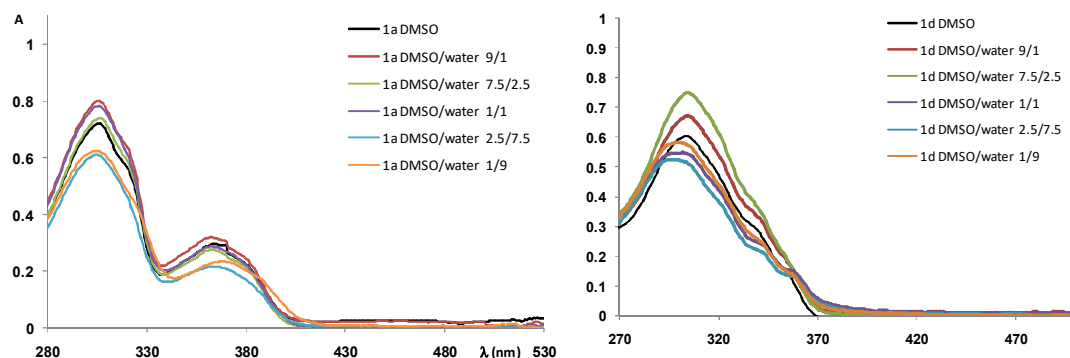 A
1a DMSO
1a DMSO/water 9/1
1a DMSO/water 7.5/2.5
1a DMSO/water 1/1
1a DMSO/water 2.5/7.5
1a DMSO/water 1/9
1
0.8
0.6
0.4
0.2
0
280
330
380
430
480
λ (nm)
530
1d DMSO
1d DMSO/water 9/1
1d DMSO/water 7.5/2.5
1d DMSO/water 1/1
1d DMSO/water 2.5/7.5
1d DMSO/water 1/9
1
0.9
0.8
0.7
0.6
0.5
0.4
0.3
0.2
0.1
0
270
320
370
420
470